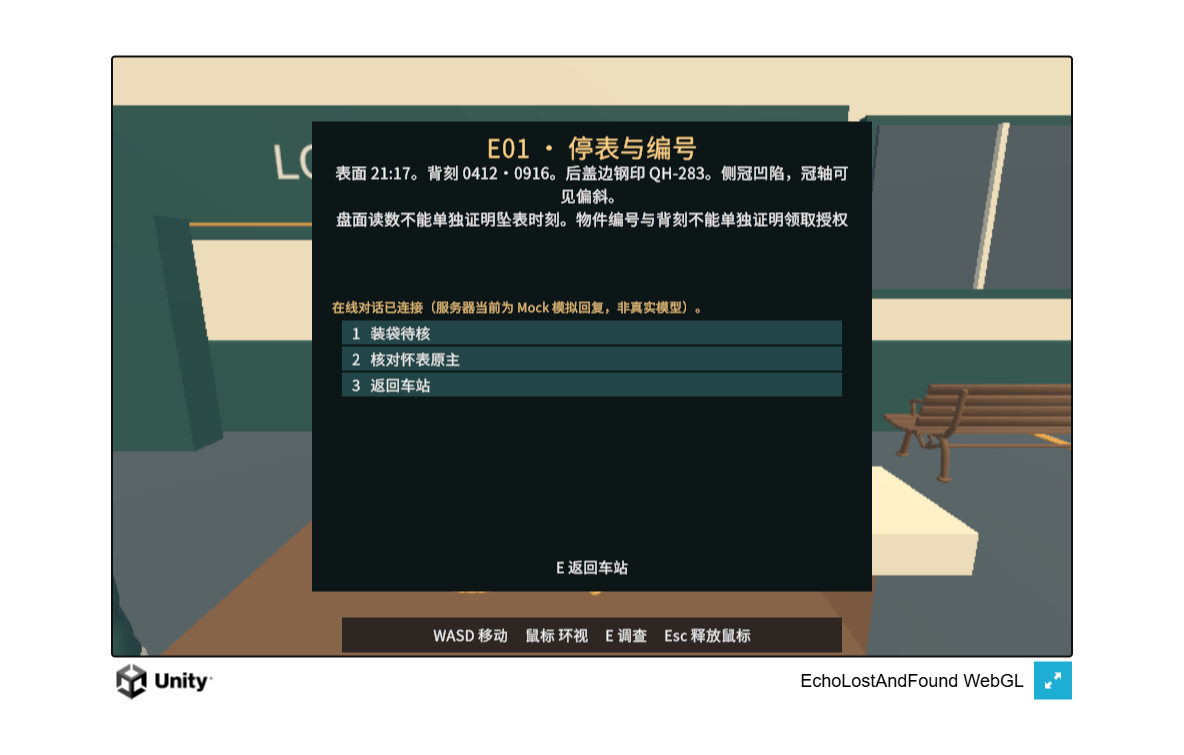 LO
E01 · 停表与编号
表面 21:17。背刻 0412·0916。后盖边钢印 QH-283。侧冠凹陷，冠轴可
见偏斜。
盘面读数不能单独证明坠表时刻。物件编号与背刻不能单独证明领取授权
在线对话已连接（服务器当前为 Mock 模拟回复，非真实模型）。
1 装袋待核
2 核对怀表原主
3 返回车站
E 返回车站
WASD 移动 鼠标 环视 E 调查 Esc 释放鼠标
Unity
EchoLostAndFound WebGL